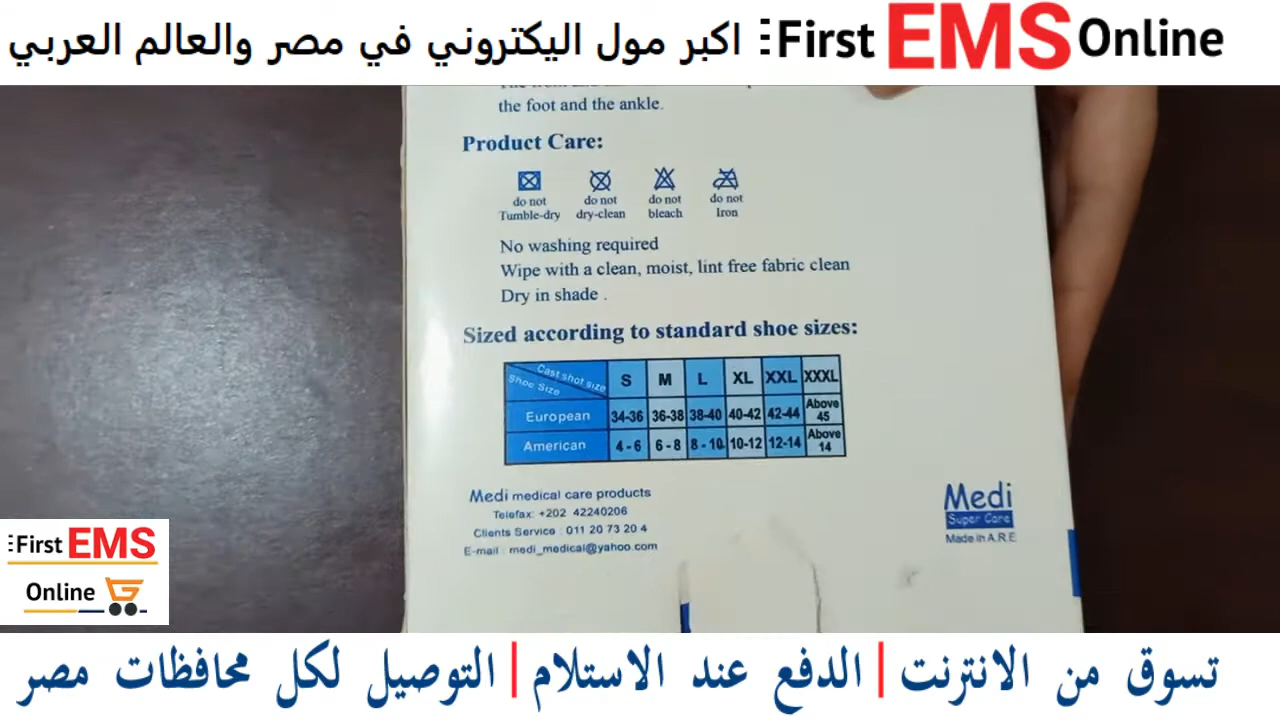 اكبر مول اليكتروني في مصر والعالم العربي
First EMS Online
the foot and the ankle.
Product Care:
do not Tumble-dry
do not dry-clean
do not bleach
do not Iron
No washing required
Wipe with a clean, moist, lint free fabric clean
Dry in shade .
Sized according to standard shoe sizes:
Cast shot size
Shoe Size
S M L XL XXL XXXL
European 34-36 36-38 38-40 40-42 42-44 Above 45
American 4 - 6 6 - 8 8 - 10 10-12 12-14 Above 14
Medi medical care products
Telefax: +202 42240206
Clients Service : 011 20 73 20 4
E-mail : medi_medical@yahoo.com
Medi
Super Care
Made in A.R.E
First EMS
Online
تسوق من الانترنت | الدفع عند الاستلام | التوصيل لكل محافظات مصر